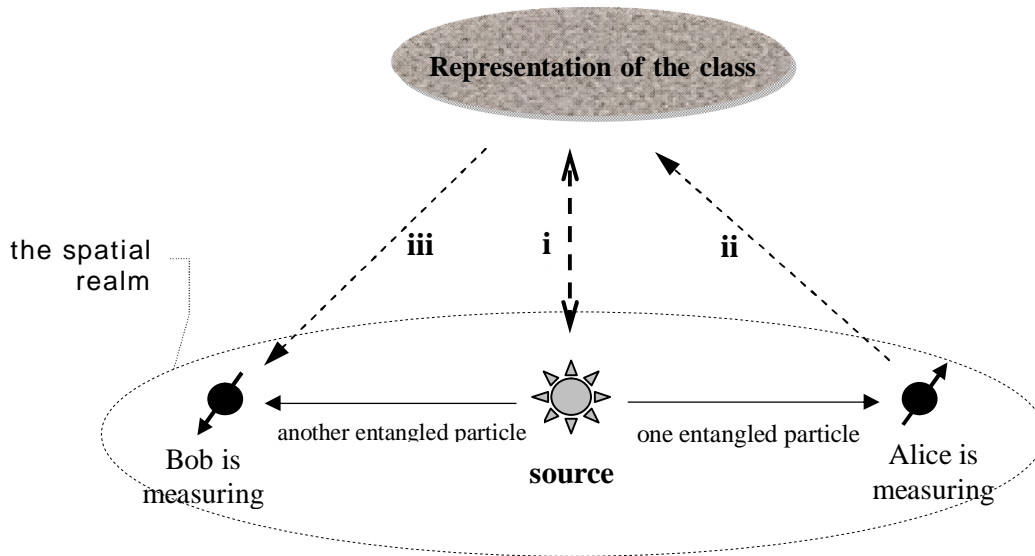 Representation of the class
iii
i
ii
the spatial
realm
another entangled particle
one entangled particle
Bob is
measuring
source
Alice is
measuring